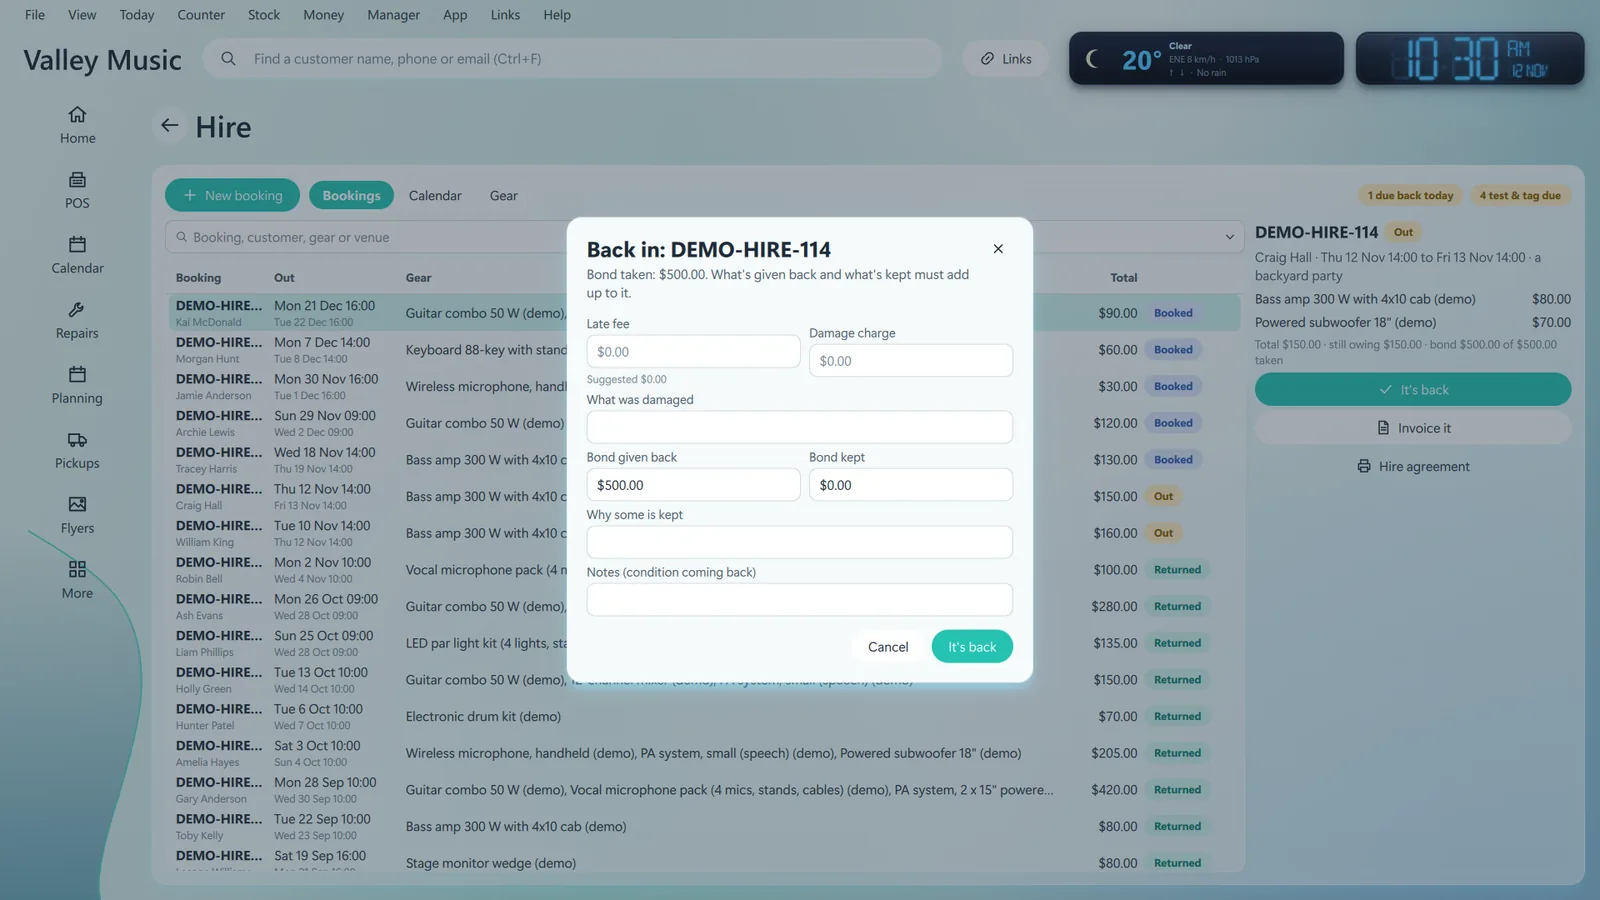 File View Today Counter Stock Money Manager App Links Help
Valley Music
Find a customer name, phone or email (Ctrl+F)
Links
20°
Clear
ENE 8 km/h · 1013 hPa
↑ ↓ · No rain
10:30 AM
12 NOV
Home
POS
Calendar
Repairs
Planning
Pickups
Flyers
More
Hire
New booking
Bookings
Calendar
Gear
1 due back today
4 test & tag due
Booking, customer, gear or venue
Booking Out Gear Total
DEMO-HIRE... Mon 21 Dec 16:00 Guitar combo 50 W (demo), $90.00 Booked
Kai McDonald Tue 22 Dec 16:00
DEMO-HIRE... Mon 7 Dec 14:00 Keyboard 88-key with stand $60.00 Booked
Morgan Hunt Tue 8 Dec 14:00
DEMO-HIRE... Mon 30 Nov 16:00 Wireless microphone, handh $30.00 Booked
Jamie Anderson Tue 1 Dec 16:00
DEMO-HIRE... Sun 29 Nov 09:00 Guitar combo 50 W (demo) $120.00 Booked
Archie Lewis Wed 2 Dec 09:00
DEMO-HIRE... Wed 18 Nov 14:00 Bass amp 300 W with 4x10 c $130.00 Booked
Tracey Harris Thu 19 Nov 14:00
DEMO-HIRE... Thu 12 Nov 14:00 Bass amp 300 W with 4x10 c $150.00 Out
Craig Hall Fri 13 Nov 14:00
DEMO-HIRE... Tue 10 Nov 14:00 Bass amp 300 W with 4x10 c $160.00 Out
William King Thu 12 Nov 14:00
DEMO-HIRE... Mon 2 Nov 10:00 Vocal microphone pack (4 m $100.00 Returned
Robin Bell Wed 4 Nov 10:00
DEMO-HIRE... Mon 26 Oct 09:00 Guitar combo 50 W (demo), $280.00 Returned
Ash Evans Wed 28 Oct 09:00
DEMO-HIRE... Sun 25 Oct 09:00 LED par light kit (4 lights, sta $135.00 Returned
Liam Phillips Wed 28 Oct 09:00
DEMO-HIRE... Tue 13 Oct 10:00 Guitar combo 50 W (demo), 12-channel mixer (demo), PA system, small (speech) (demo) $150.00 Returned
Holly Green Wed 14 Oct 10:00
DEMO-HIRE... Tue 6 Oct 10:00 Electronic drum kit (demo) $70.00 Returned
Hunter Patel Wed 7 Oct 10:00
DEMO-HIRE... Sat 3 Oct 10:00 Wireless microphone, handheld (demo), PA system, small (speech) (demo), Powered subwoofer 18" (demo) $205.00 Returned
Amelia Hayes Sun 4 Oct 10:00
DEMO-HIRE... Mon 28 Sep 10:00 Guitar combo 50 W (demo), Vocal microphone pack (4 mics, stands, cables) (demo), PA system, 2 x 15" powere... $420.00 Returned
Gary Anderson Wed 30 Sep 10:00
DEMO-HIRE... Tue 22 Sep 10:00 Bass amp 300 W with 4x10 cab (demo) $80.00 Returned
Toby Kelly Wed 23 Sep 10:00
DEMO-HIRE... Sat 19 Sep 16:00 Stage monitor wedge (demo) $80.00 Returned
Back in: DEMO-HIRE-114
Bond taken: $500.00. What's given back and what's kept must add
up to it.
Late fee
$0.00
Suggested $0.00
Damage charge
$0.00
What was damaged
Bond given back
$500.00
Bond kept
$0.00
Why some is kept
Notes (condition coming back)
Cancel
It's back
DEMO-HIRE-114 Out
Craig Hall · Thu 12 Nov 14:00 to Fri 13 Nov 14:00 · a
backyard party
Bass amp 300 W with 4x10 cab (demo) $80.00
Powered subwoofer 18" (demo) $70.00
Total $150.00 · still owing $150.00 · bond $500.00 of $500.00
taken
It's back
Invoice it
Hire agreement